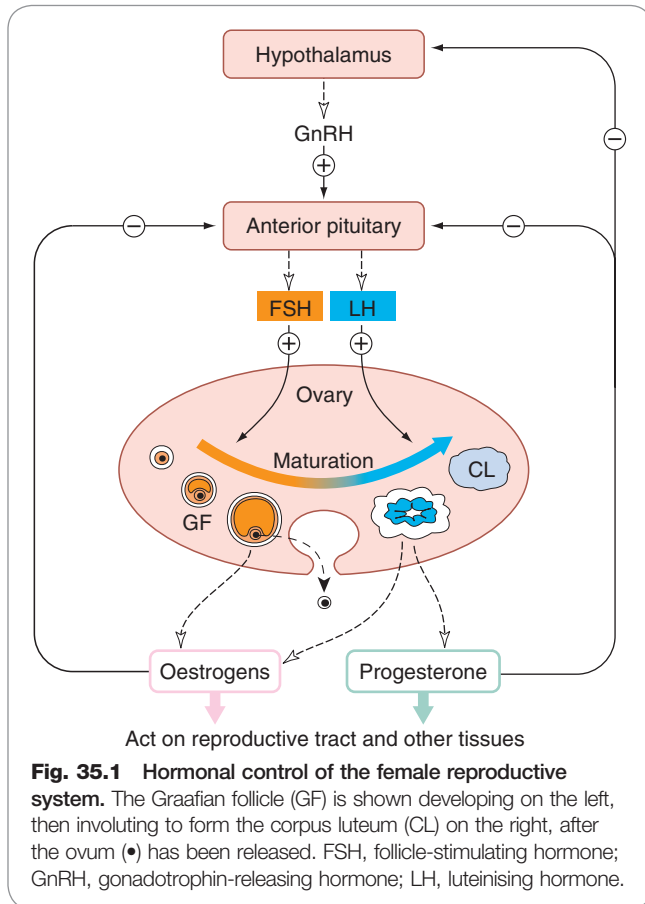 Hypothalamus
GnRH
+
−
Anterior pituitary
−
−
FSH LH
+ +
Ovary
Maturation
CL
GF
Oestrogens Progesterone
Act on reproductive tract and other tissues
Fig. 35.1 Hormonal control of the female reproductive
system. The Graafian follicle (GF) is shown developing on the left,
then involuting to form the corpus luteum (CL) on the right, after
the ovum (•) has been released. FSH, follicle-stimulating hormone;
GnRH, gonadotrophin-releasing hormone; LH, luteinising hormone.